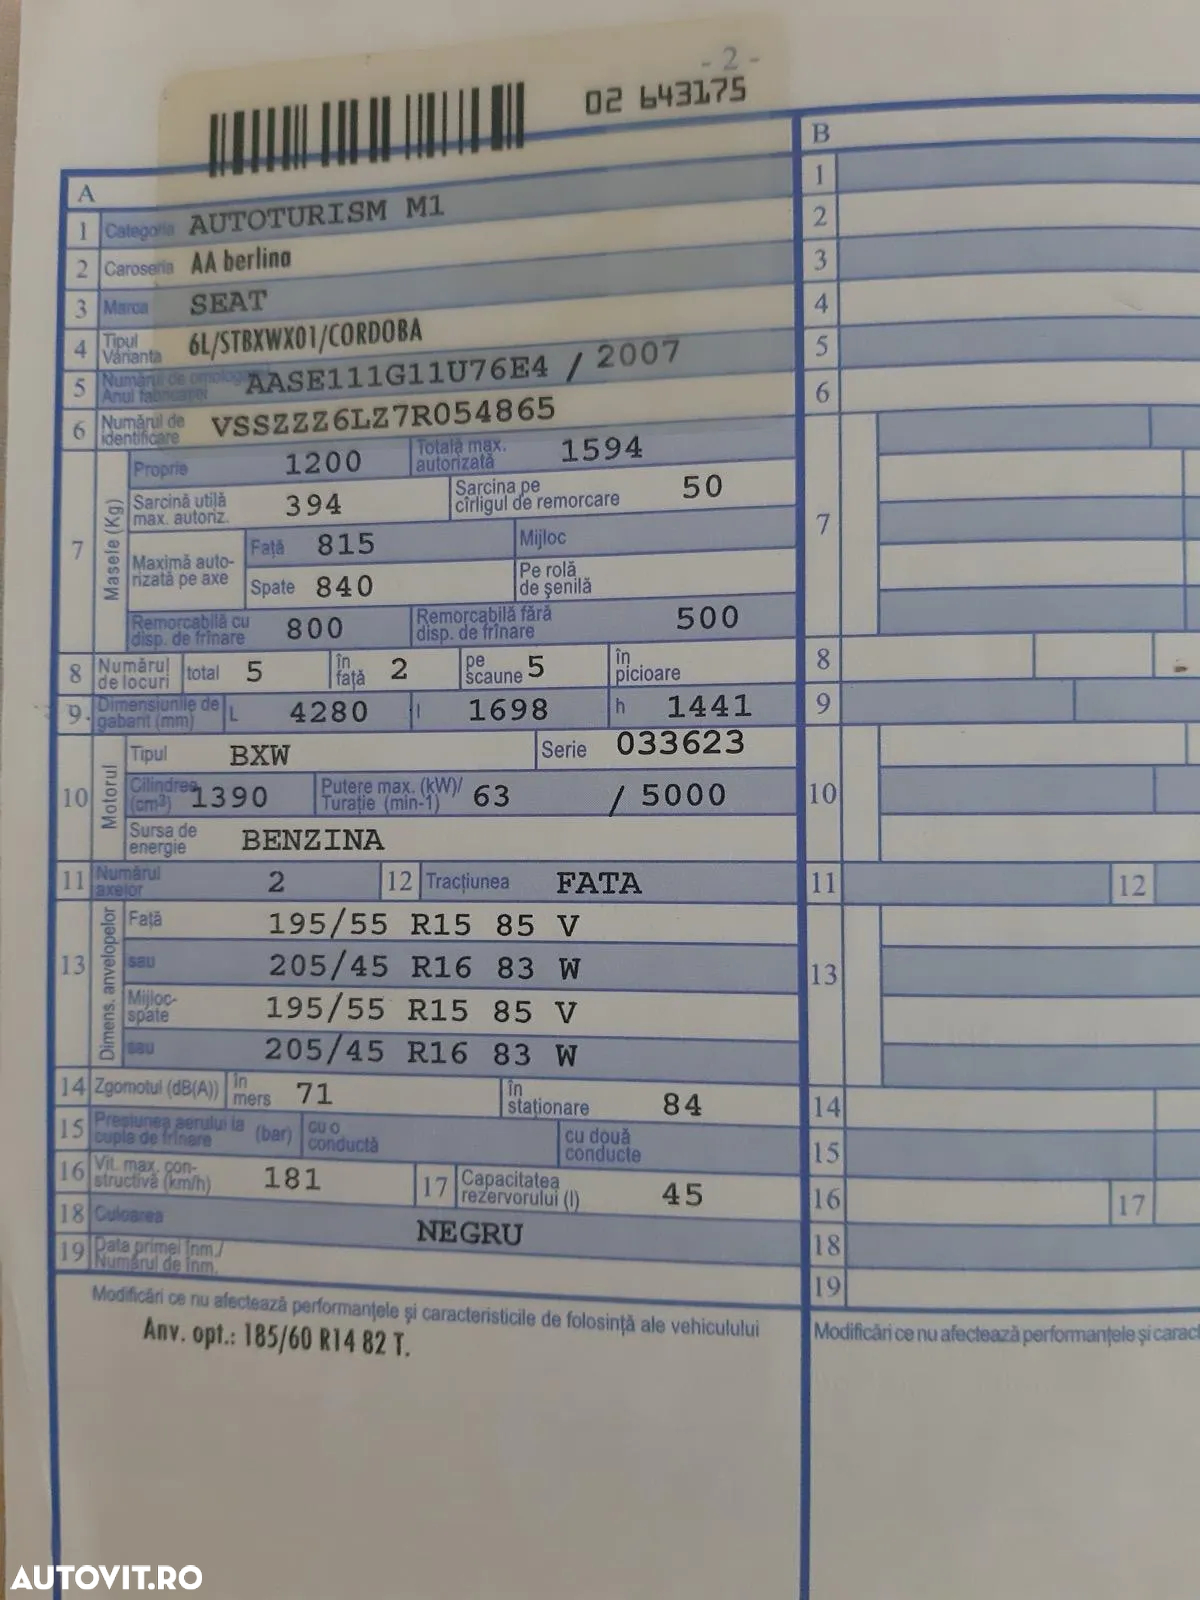 - 2 -
02 643175
A
1 Categoria AUTOTURISM M1
2 Caroseria AA berlina
3 Marca SEAT
4 Tipul Varianta 6L/STBXWX01/CORDOBA
5 Numărul de omologare Anul fabricației AASE111G11U76E4 / 2007
6 Numărul de identificare VSSZZZ6LZ7R054865
7 Masele (Kg)
Proprie 1200 Totală max. autorizată 1594
Sarcină utilă max. autoriz. 394 Sarcina pe cîrligul de remorcare 50
Maximă autorizată pe axe Față 815 Mijloc
Spate 840 Pe rolă de șenilă
Remorcabilă cu disp. de frînare 800 Remorcabilă fără disp. de frînare 500
8 Numărul de locuri total 5 în față 2 pe scaune 5 în picioare
9. Dimensiunile de gabarit (mm) L 4280 l 1698 h 1441
10 Motorul
Tipul BXW Serie 033623
Cilindrea (cm³) 1390 Putere max. (kW)/ Turație (min-1) 63 / 5000
Sursa de energie BENZINA
11 Numărul axelor 2 12 Tracțiunea FATA
13 Dimens. anvelopelor
Față 195/55 R15 85 V
sau 205/45 R16 83 W
Mijloc-spate 195/55 R15 85 V
sau 205/45 R16 83 W
14 Zgomotul (dB(A)) în mers 71 în staționare 84
15 Presiunea aerului la cupla de frînare (bar) cu o conductă cu două conducte
16 Vit. max. constructivă (km/h) 181 17 Capacitatea rezervorului (l) 45
18 Culoarea NEGRU
19 Data primei înm./ Numărul de înm.
Modificări ce nu afectează performanțele și caracteristicile de folosință ale vehiculului
Anv. opt.: 185/60 R14 82 T.
B
1
2
3
4
5
6
7
8
9
10
11 12
13
14
15
16 17
18
19
Modificări ce nu afectează performanțele și caract
AUTOVIT.RO